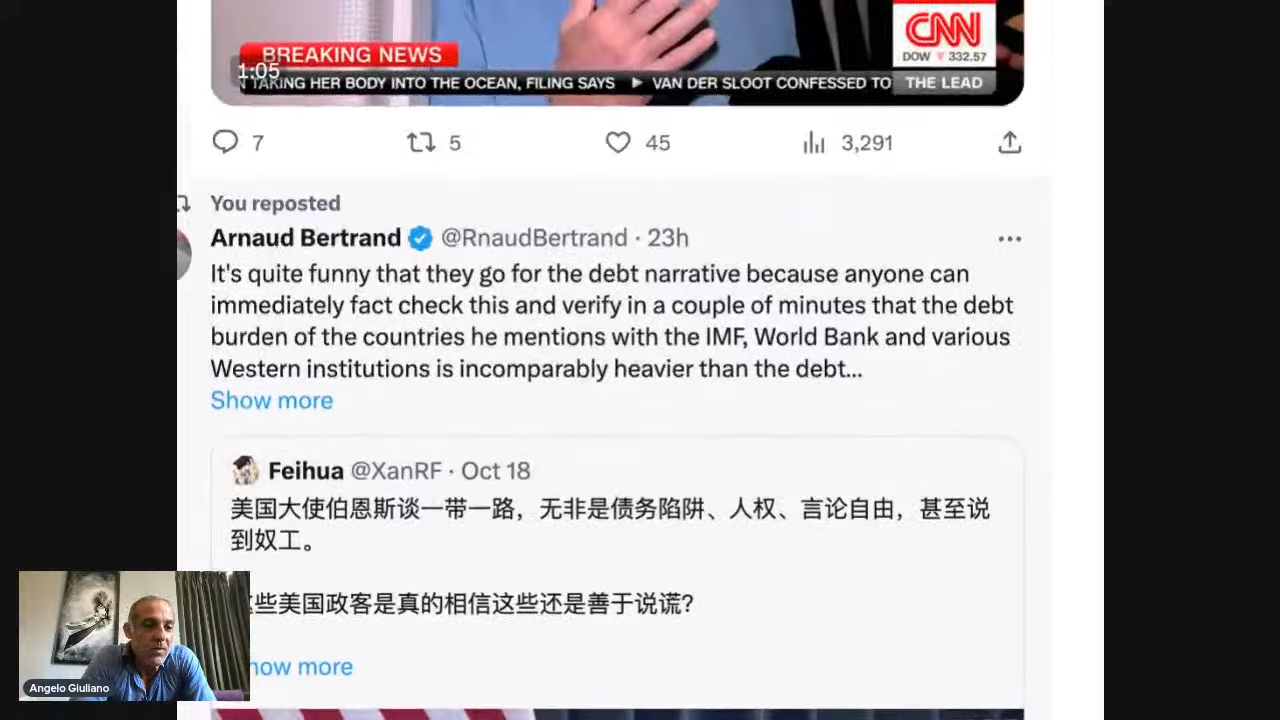 BREAKING NEWS
1:05
CNN
DOW ▼ 332.57
TAKING HER BODY INTO THE OCEAN, FILING SAYS ▶ VAN DER SLOOT CONFESSED TO
THE LEAD
7 5 45 3,291
You reposted
Arnaud Bertrand @RnaudBertrand · 23h
It's quite funny that they go for the debt narrative because anyone can
immediately fact check this and verify in a couple of minutes that the debt
burden of the countries he mentions with the IMF, World Bank and various
Western institutions is incomparably heavier than the debt...
Show more
Feihua @XanRF · Oct 18
美国大使伯恩斯谈一带一路，无非是债务陷阱、人权、言论自由，甚至说
到奴工。
些美国政客是真的相信这些还是善于说谎?
how more
Angelo Giuliano